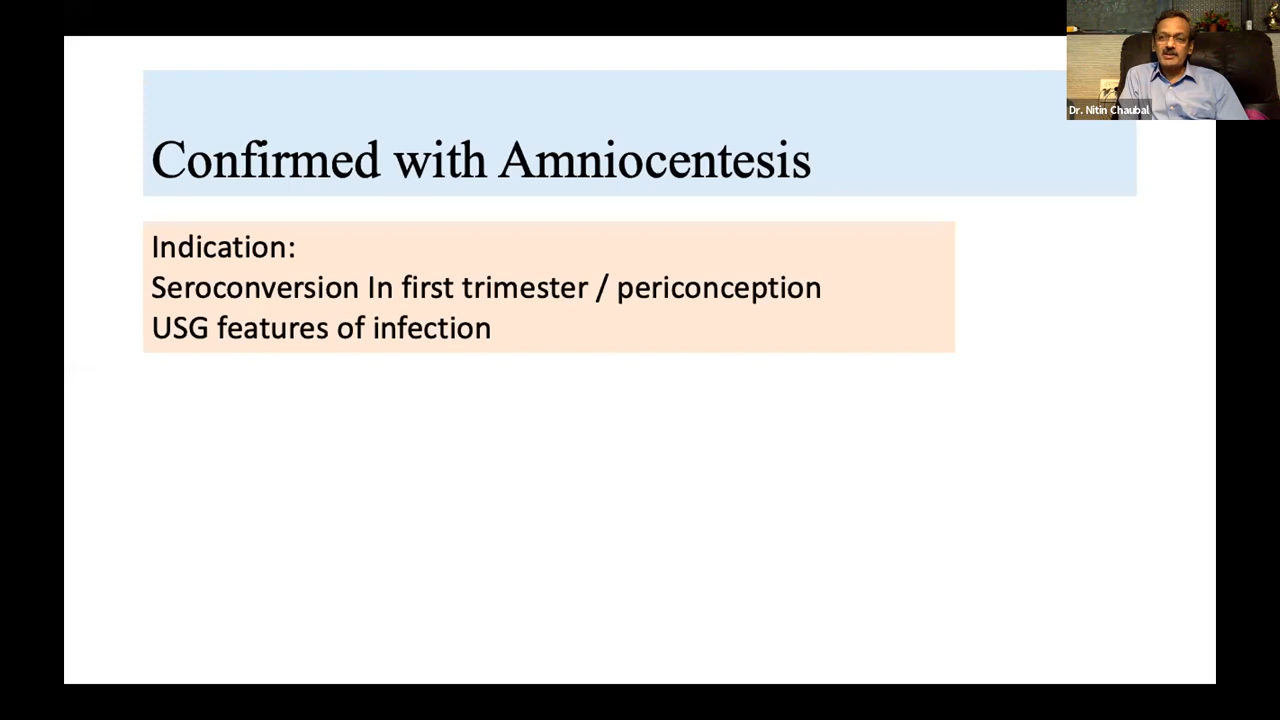 Dr. Nitin Chaubal
Confirmed with Amniocentesis
Indication:
Seroconversion In first trimester / periconception
USG features of infection